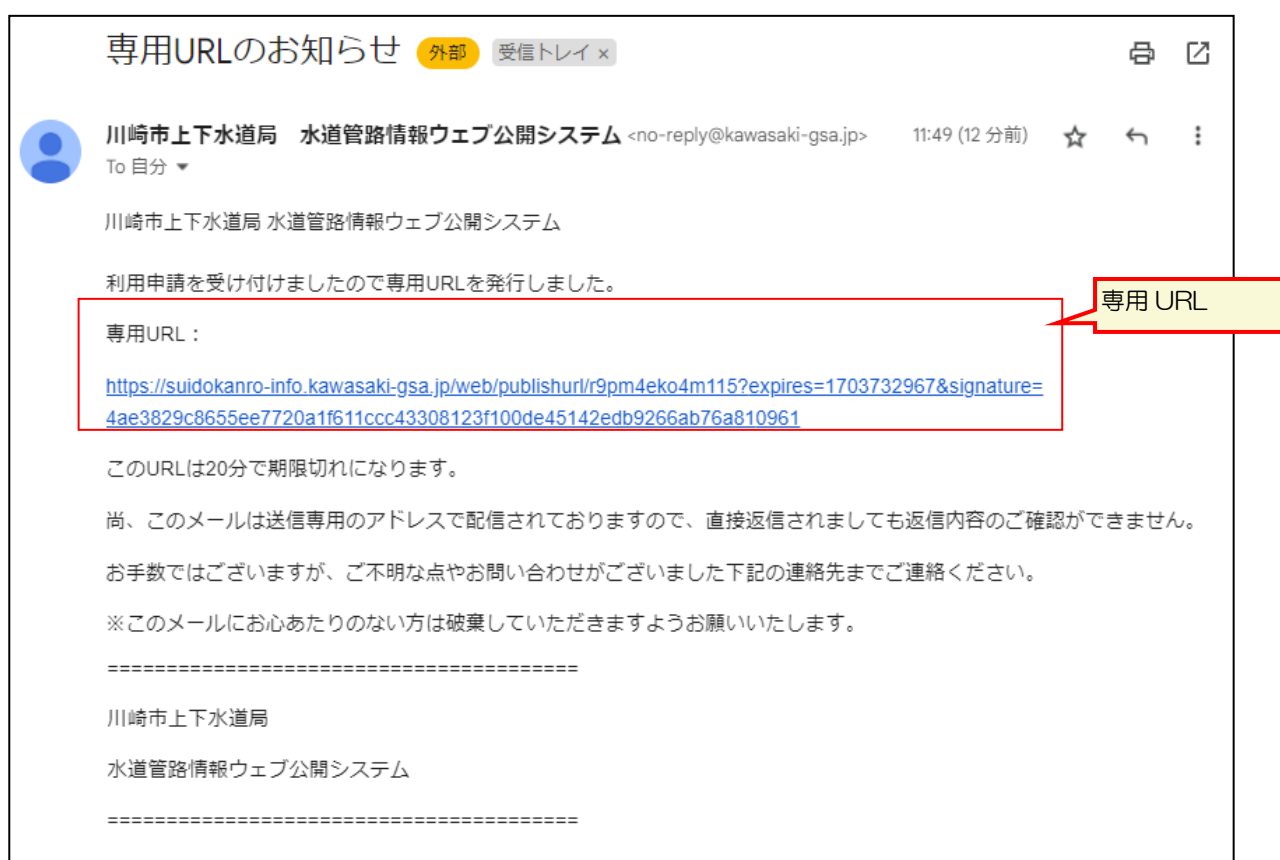 専用URLのお知らせ 外部 受信トレイ ×
川崎市上下水道局　水道管路情報ウェブ公開システム <no-reply@kawasaki-gsa.jp> 11:49 (12 分前)
To 自分
川崎市上下水道局 水道管路情報ウェブ公開システム
利用申請を受け付けましたので専用URLを発行しました。
専用 URL
専用URL：
https://suidokanro-info.kawasaki-gsa.jp/web/publishurl/r9pm4eko4m115?expires=1703732967&signature=
4ae3829c8655ee7720a1f611ccc43308123f100de45142edb9266ab76a810961
このURLは20分で期限切れになります。
尚、このメールは送信専用のアドレスで配信されておりますので、直接返信されましても返信内容のご確認ができません。
お手数ではございますが、ご不明な点やお問い合わせがございました下記の連絡先までご連絡ください。
※このメールにお心あたりのない方は破棄していただきますようお願いいたします。
========================================
川崎市上下水道局
水道管路情報ウェブ公開システム
========================================